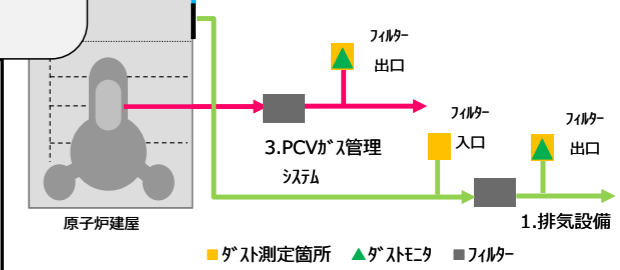 ﾌｨﾙﾀｰ
出口
ﾌｨﾙﾀｰ
入口
ﾌｨﾙﾀｰ
出口
3.PCVｶﾞｽ管理
ｼｽﾃﾑ
原子炉建屋
1.排気設備
ﾀﾞｽﾄ測定箇所 ﾀﾞｽﾄﾓﾆﾀ ﾌｨﾙﾀｰ